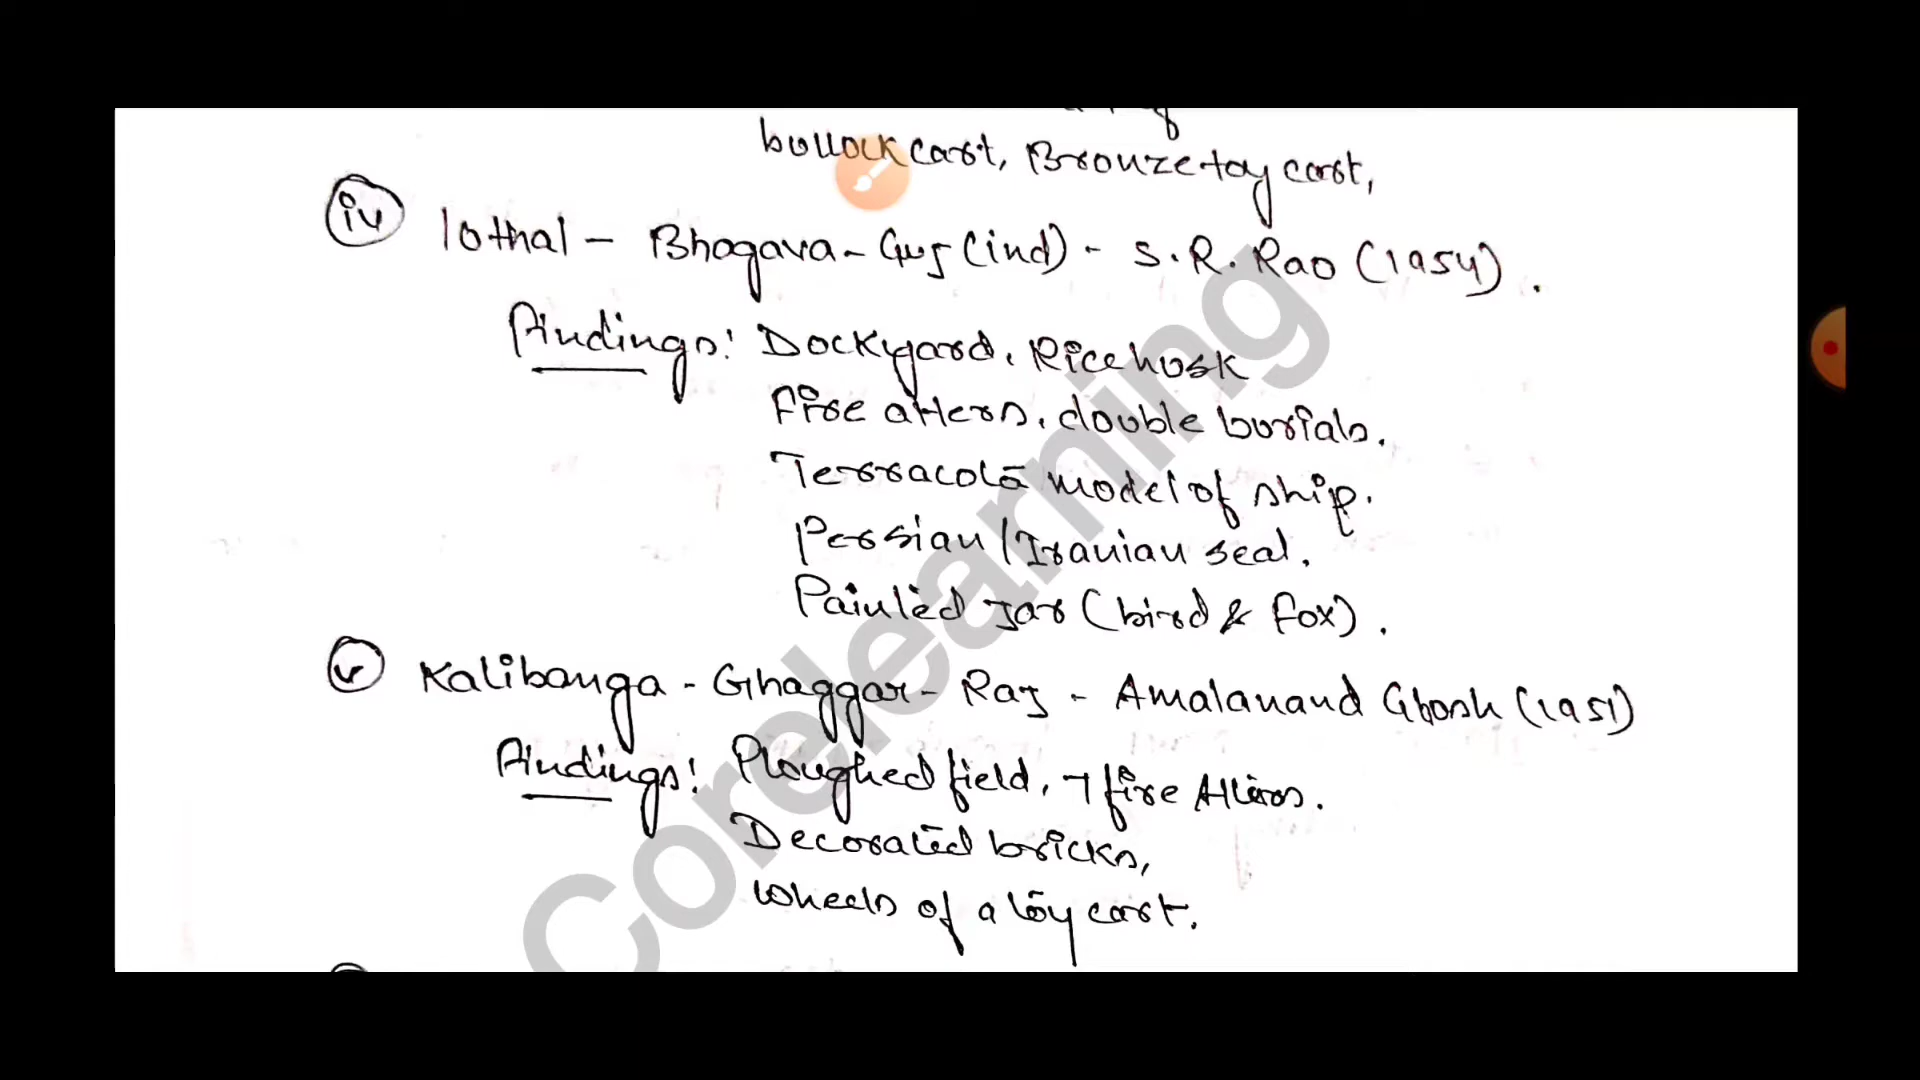 bullock cart, Bronze toy cart,
iv Lothal - Bhogava - Guj (ind) - S.R. Rao (1954).
Findings: Dockyard, Rice husk
Fire alters, double burials.
Terracota model of ship.
Persian / Iranian seal.
Painted Jar (bird & fox).
v Kalibanga - Ghaggar - Raj - Amalanand Ghosh (1951)
Findings: Ploughed field, 7 fire Alters.
Decorated bricks,
Wheels of a toy cart.
Corelearning